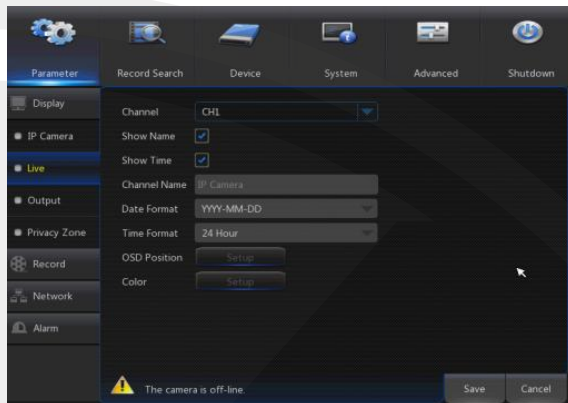 Parameter
Record Search
Device
System
Advanced
Shutdown
Display
IP Camera
Live
Output
Privacy Zone
Record
Network
Alarm
Channel CH1
Show Name
Show Time
Channel Name IP Camera
Date Format YYYY-MM-DD
Time Format 24 Hour
OSD Position Setup
Color Setup
The camera is off-line.
Save
Cancel